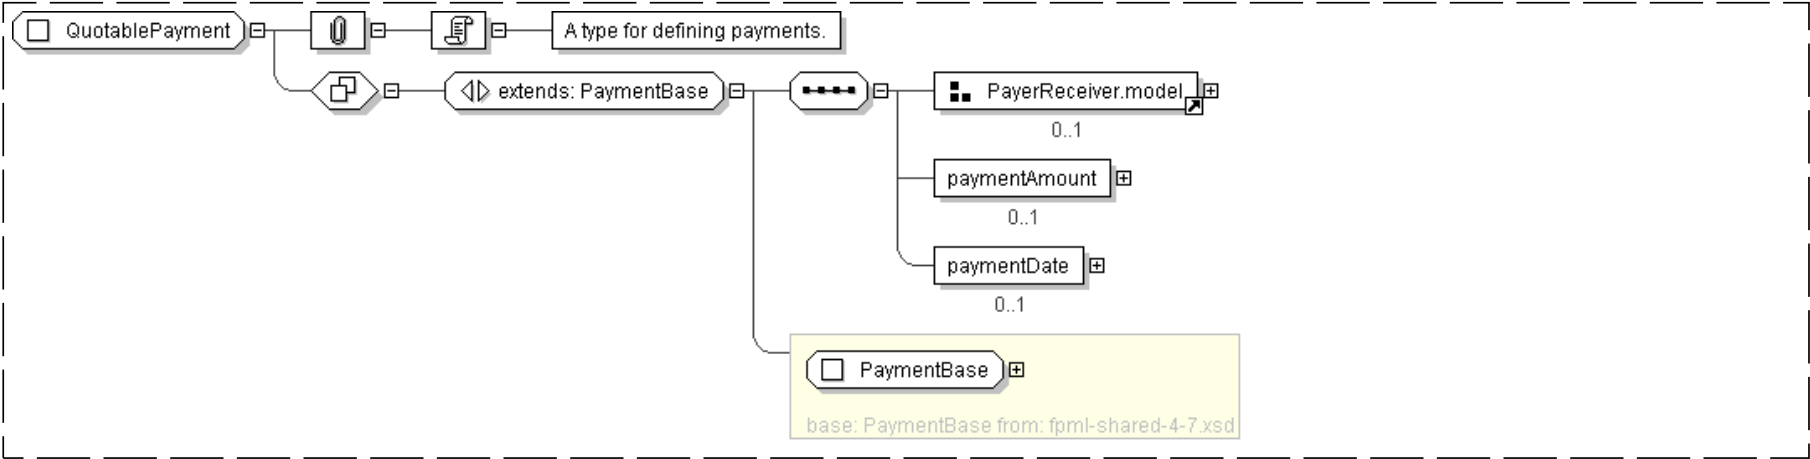 QuotablePayment
A type for defining payments.
extends: PaymentBase
PayerReceiver.model
0..1
paymentAmount
0..1
paymentDate
0..1
PaymentBase
base: PaymentBase from: fpml-shared-4-7.xsd